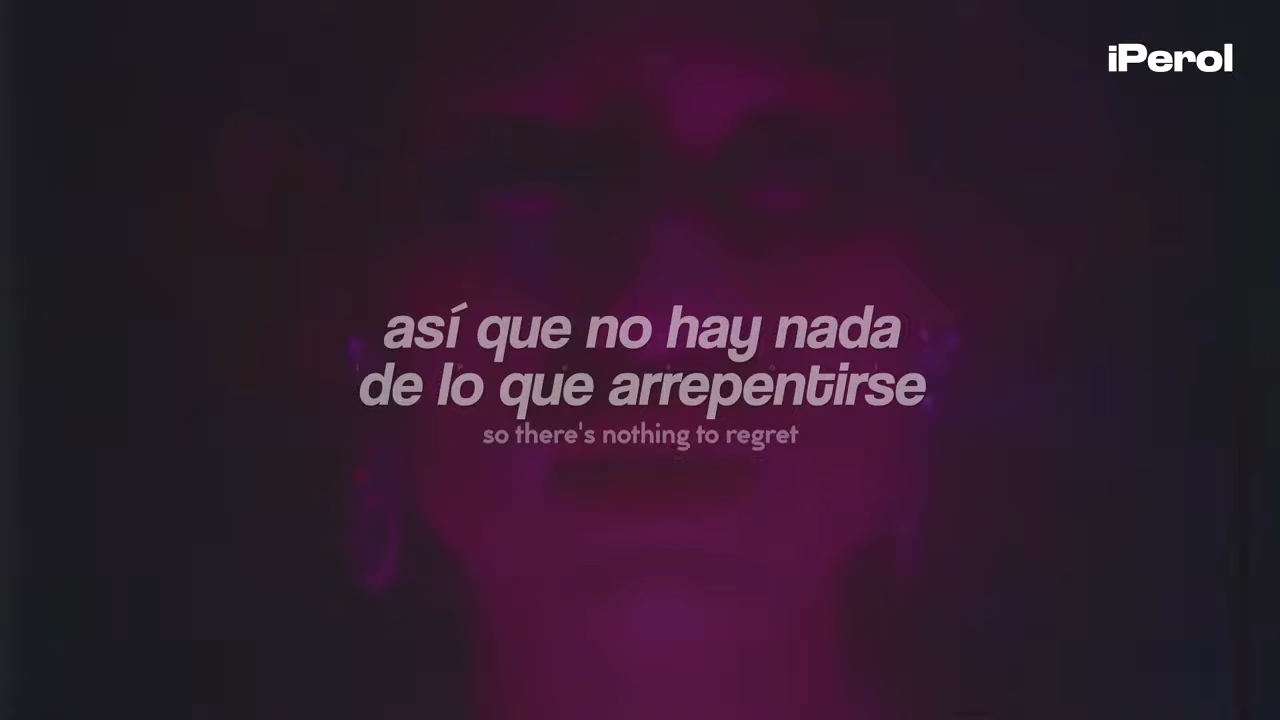 iPerol
así que no hay nada
de lo que arrepentirse
so there's nothing to regret